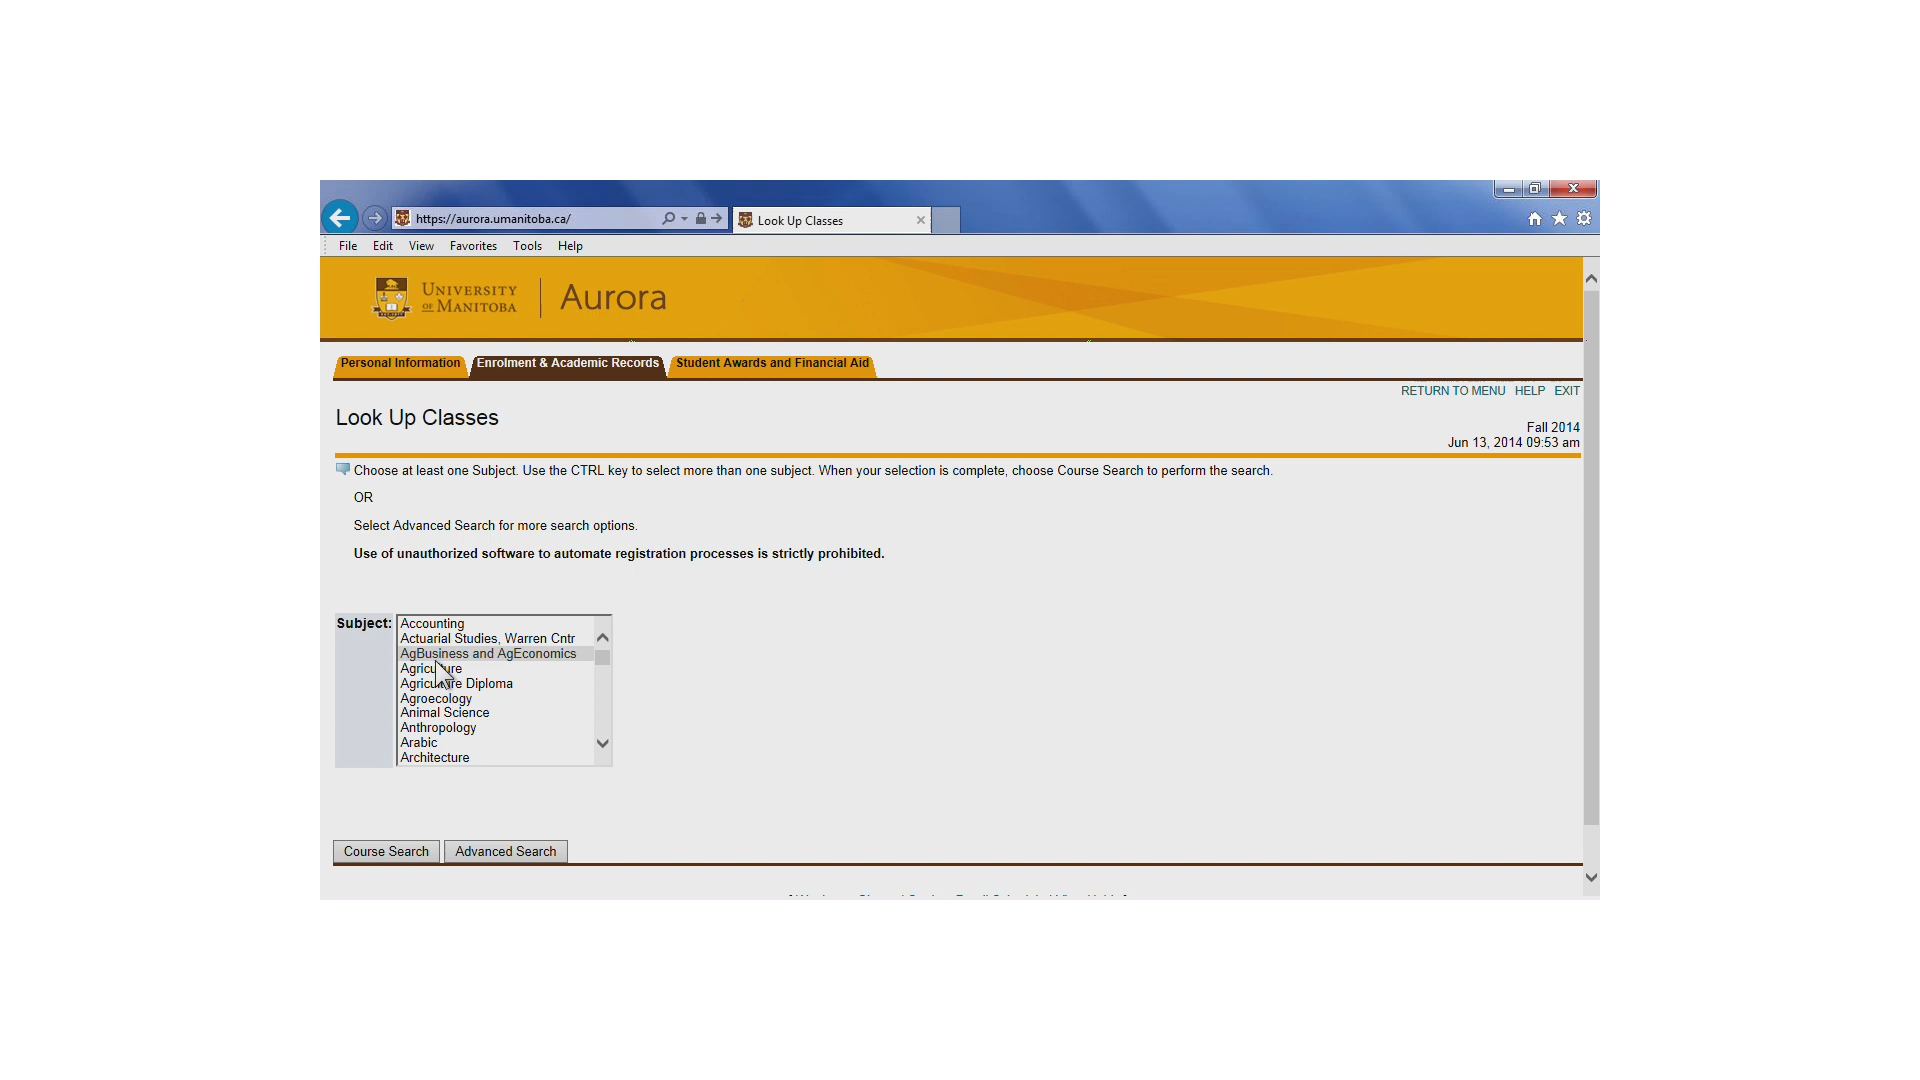 https://aurora.umanitoba.ca/
Look Up Classes
File Edit View Favorites Tools Help
UNIVERSITY
OF MANITOBA
Aurora
Personal Information Enrolment & Academic Records Student Awards and Financial Aid
RETURN TO MENU HELP EXIT
Look Up Classes
Fall 2014
Jun 13, 2014 09:53 am
Choose at least one Subject. Use the CTRL key to select more than one subject. When your selection is complete, choose Course Search to perform the search.
OR
Select Advanced Search for more search options.
Use of unauthorized software to automate registration processes is strictly prohibited.
Subject:
Accounting
Actuarial Studies, Warren Cntr
AgBusiness and AgEconomics
Agriculture
Agriculture Diploma
Agroecology
Animal Science
Anthropology
Arabic
Architecture
Course Search Advanced Search